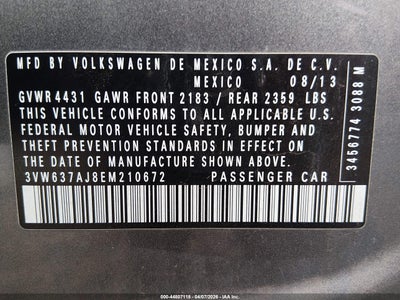 MFD BY VOLKSWAGEN DE MEXICO S.A. DE C.V.
MEXICO 08/13
GVWR 4431 GAWR FRONT 2183 / REAR 2359 LBS
THIS VEHICLE CONFORMS TO ALL APPLICABLE U.S.
FEDERAL MOTOR VEHICLE SAFETY, BUMPER AND
THEFT PREVENTION STANDARDS IN EFFECT ON THE
DATE OF MANUFACTURE SHOWN ABOVE
3VW637AJ8EM210672 PASSENGER CAR
3456774 3088 M
000-44807118 - 04/07/2026 - IAA Inc.